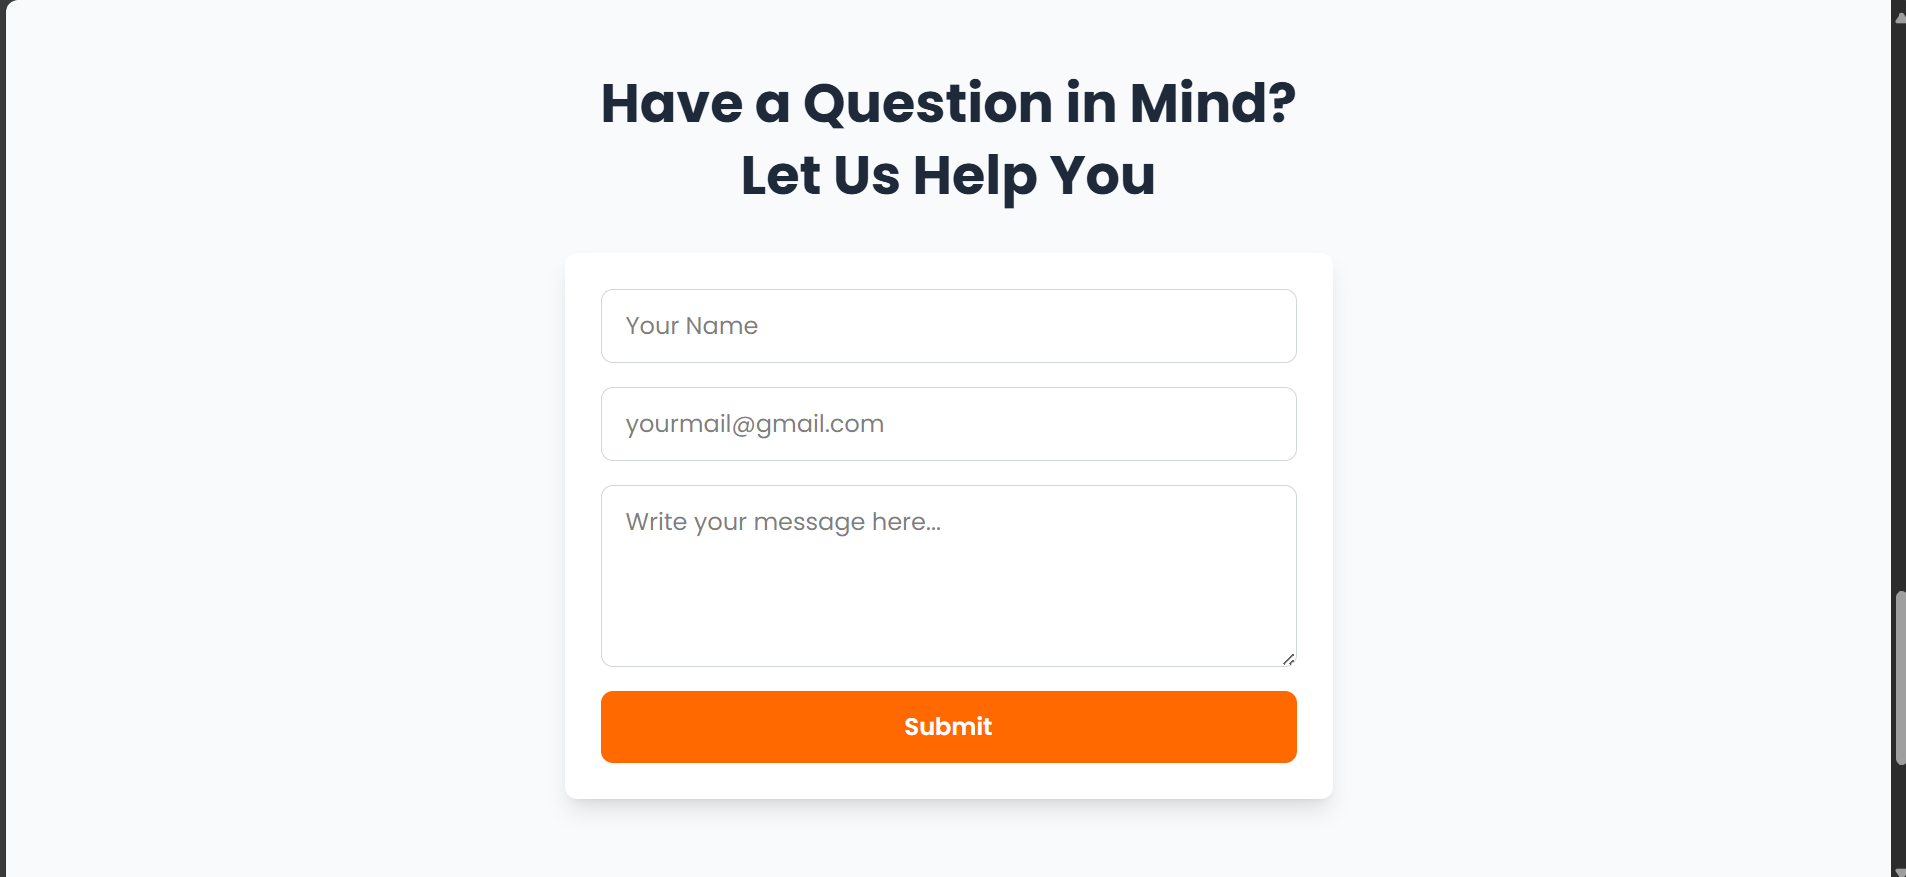 Have a Question in Mind?
Let Us Help You
Your Name
yourmail@gmail.com
Write your message here...
Submit